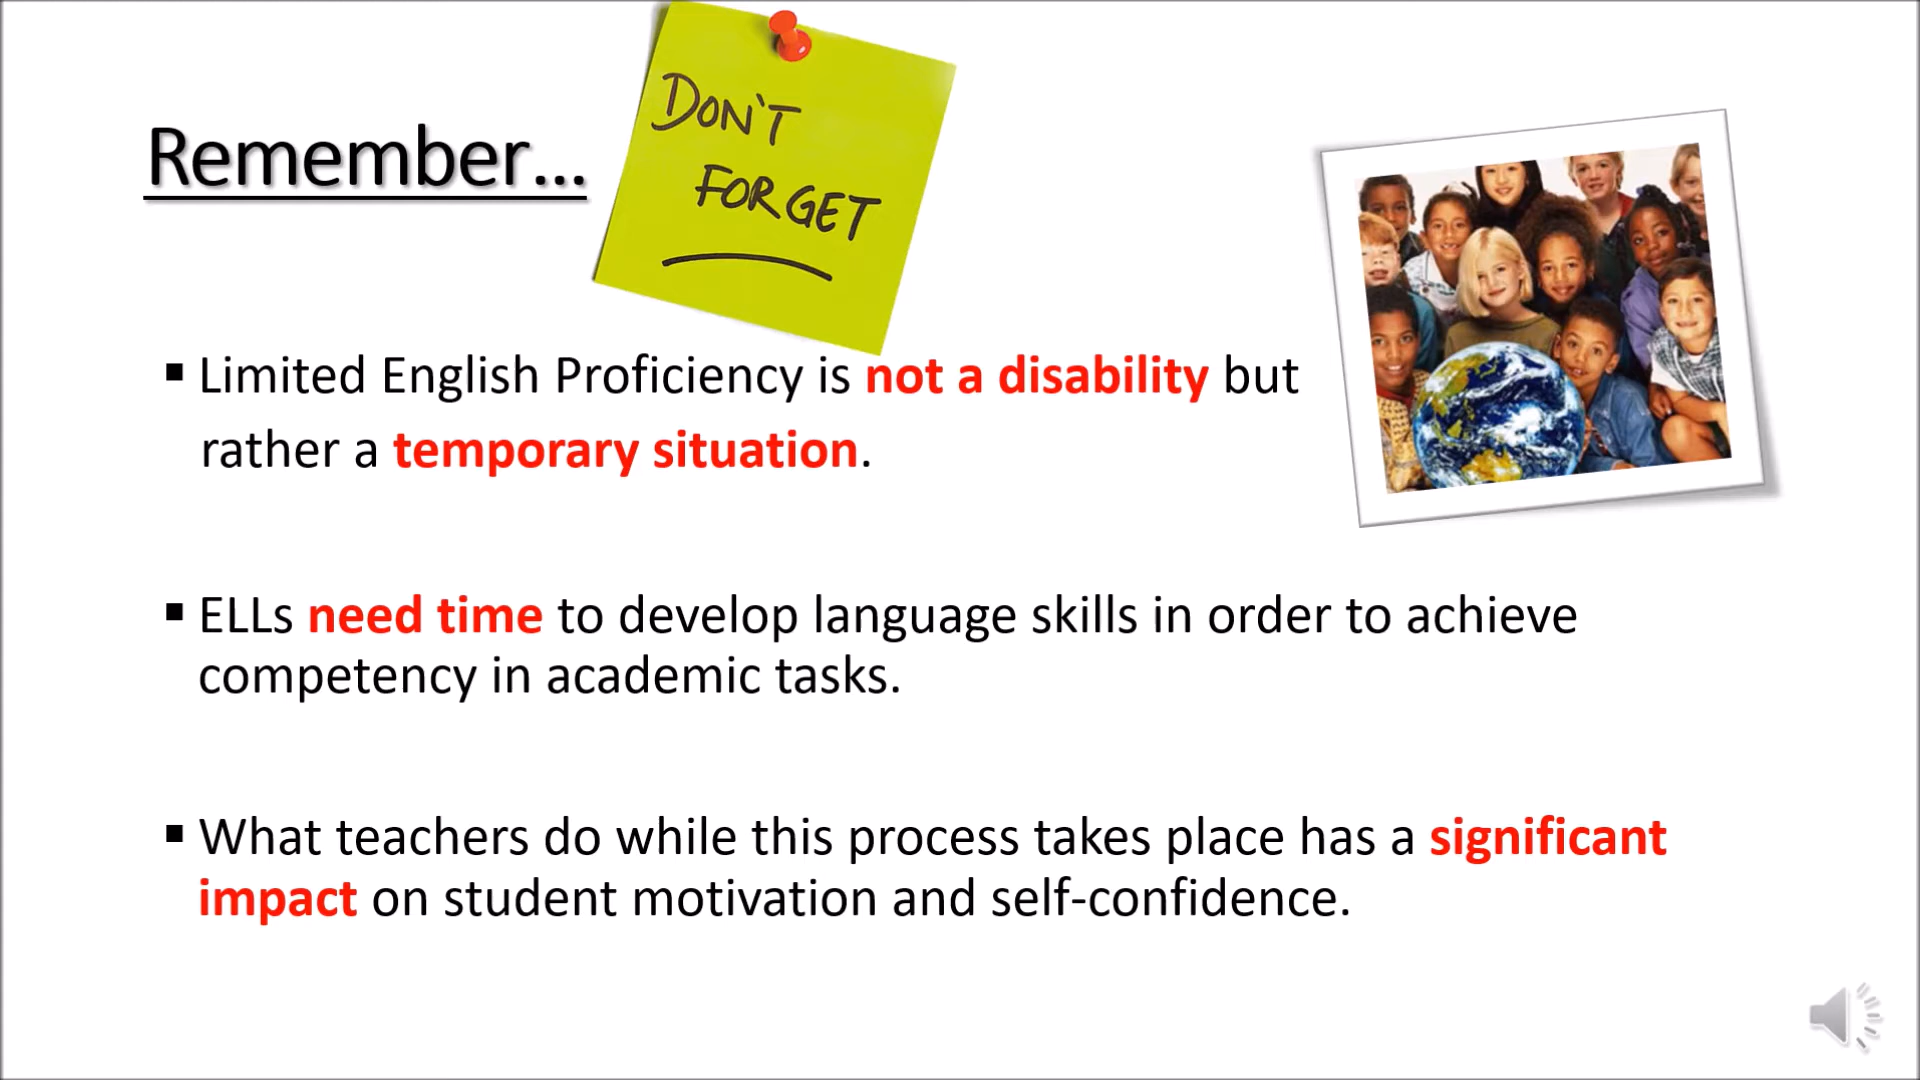 Remember...
DON'T
FORGET
▪ Limited English Proficiency is not a disability but
rather a temporary situation.
▪ ELLs need time to develop language skills in order to achieve
competency in academic tasks.
▪ What teachers do while this process takes place has a significant
impact on student motivation and self-confidence.